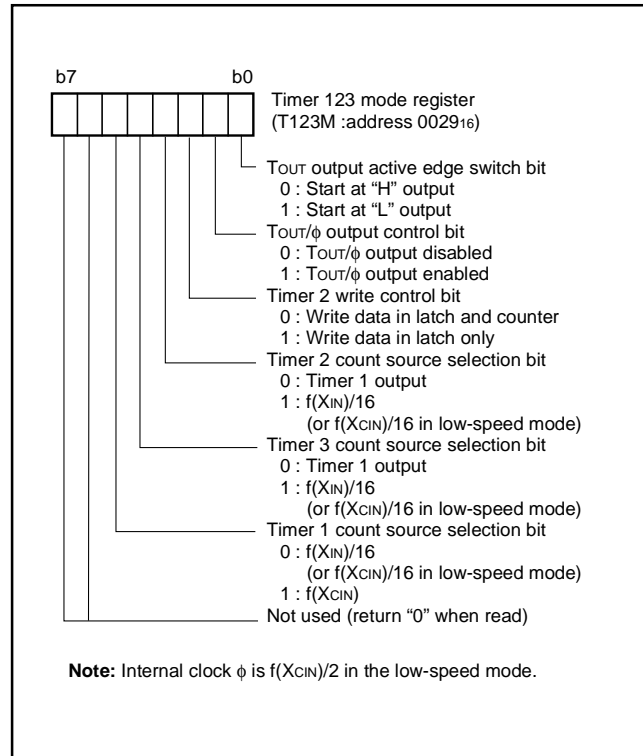 b7 b0
Timer 123 mode register
(T123M :address 002916)
TOUT output active edge switch bit
0 : Start at “H” output
1 : Start at “L” output
TOUT/ϕ output control bit
0 : TOUT/ϕ output disabled
1 : TOUT/ϕ output enabled
Timer 2 write control bit
0 : Write data in latch and counter
1 : Write data in latch only
Timer 2 count source selection bit
0 : Timer 1 output
1 : f(XIN)/16
(or f(XCIN)/16 in low-speed mode)
Timer 3 count source selection bit
0 : Timer 1 output
1 : f(XIN)/16
(or f(XCIN)/16 in low-speed mode)
Timer 1 count source selection bit
0 : f(XIN)/16
(or f(XCIN)/16 in low-speed mode)
1 : f(XCIN)
Not used (return “0” when read)
Note: Internal clock ϕ is f(XCIN)/2 in the low-speed mode.